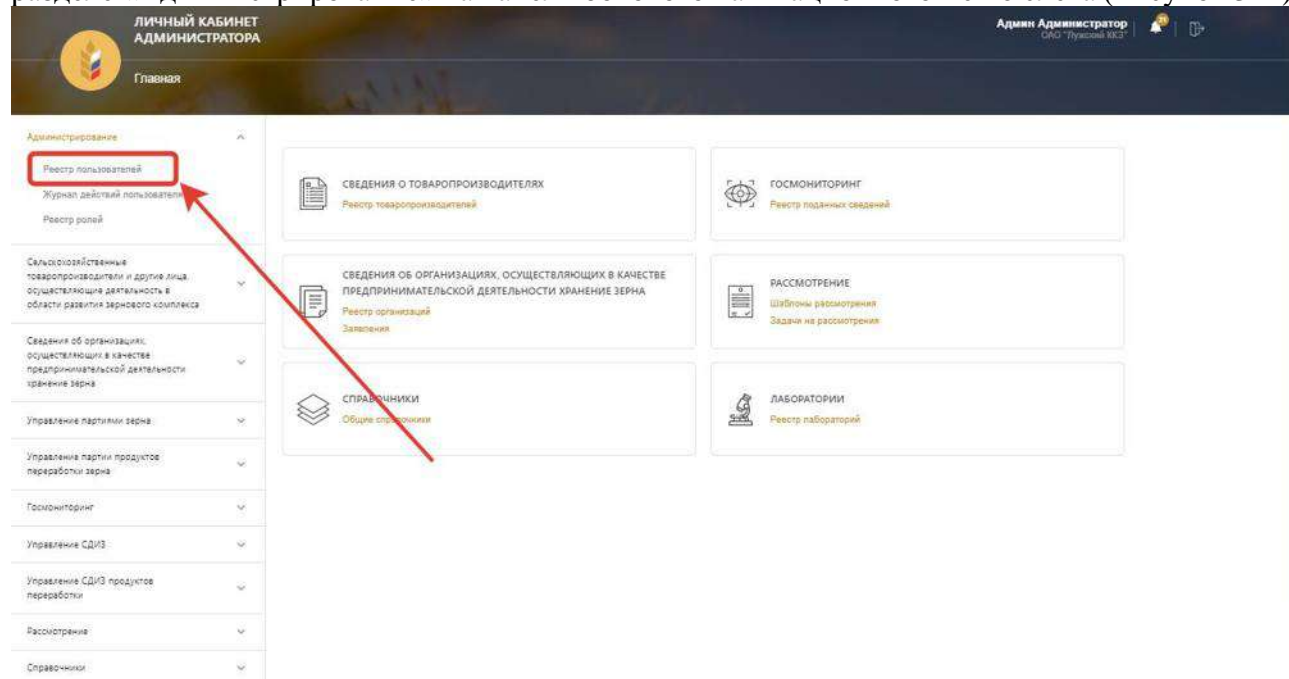 ЛИЧНЫЙ КАБИНЕТ
АДМИНИСТРАТОРА
Главная
Админ Администратор
ОАО "Лужский ККЗ"
Администрирование
Реестр пользователей
Журнал действий пользователя
Реестр ролей
Сельскохозяйственные
товаропроизводители и другие лица,
осуществляющие деятельность в
области развития зернового комплекса
Сведения об организациях,
осуществляющих в качестве
предпринимательской деятельности
хранение зерна
Управление партиями зерна
Управление партии продуктов
переработки зерна
Госмониторинг
Управление СДИЗ
Управление СДИЗ продуктов
переработки
Рассмотрение
Справочники
СВЕДЕНИЯ О ТОВАРОПРОИЗВОДИТЕЛЯХ
Реестр товаропроизводителей
ГОСМОНИТОРИНГ
Реестр поданных сведений
СВЕДЕНИЯ ОБ ОРГАНИЗАЦИЯХ, ОСУЩЕСТВЛЯЮЩИХ В КАЧЕСТВЕ
ПРЕДПРИНИМАТЕЛЬСКОЙ ДЕЯТЕЛЬНОСТИ ХРАНЕНИЕ ЗЕРНА
Реестр организаций
Заявления
РАССМОТРЕНИЕ
Шаблоны рассмотрения
Задачи на рассмотрения
СПРАВОЧНИКИ
Общие справочники
ЛАБОРАТОРИИ
Реестр лабораторий